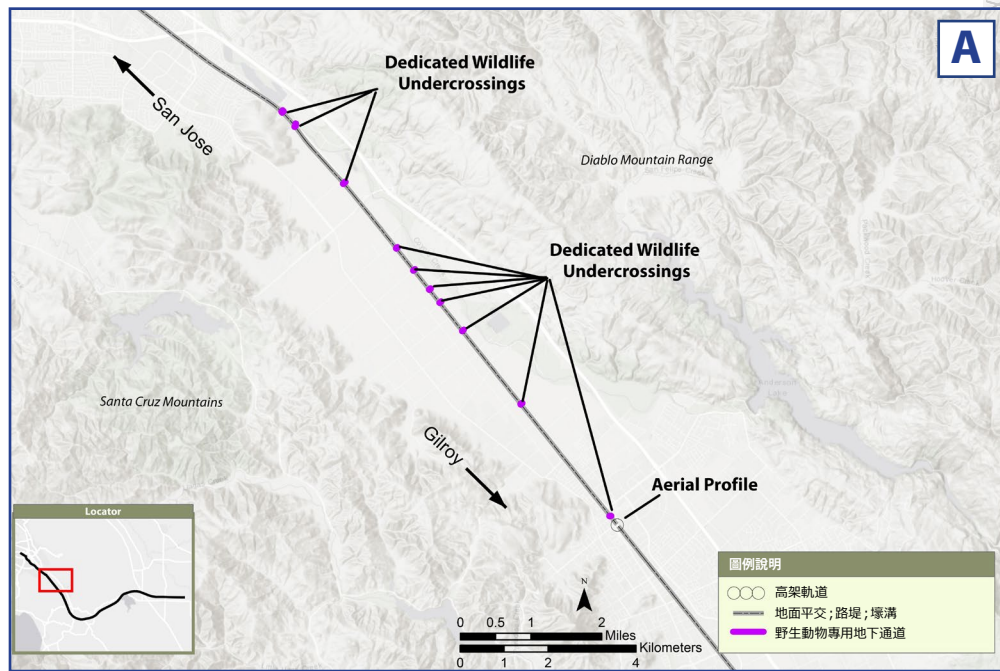 A
Dedicated Wildlife
Undercrossings
San Jose
Diablo Mountain Range
Dedicated Wildlife
Undercrossings
Santa Cruz Mountains
Gilroy
Aerial Profile
Locator
N
0 0.5 1 2
Miles
Kilometers
0 1 2 4
圖例說明
高架軌道
地面平交；路堤；壕溝
野生動物專用地下通道